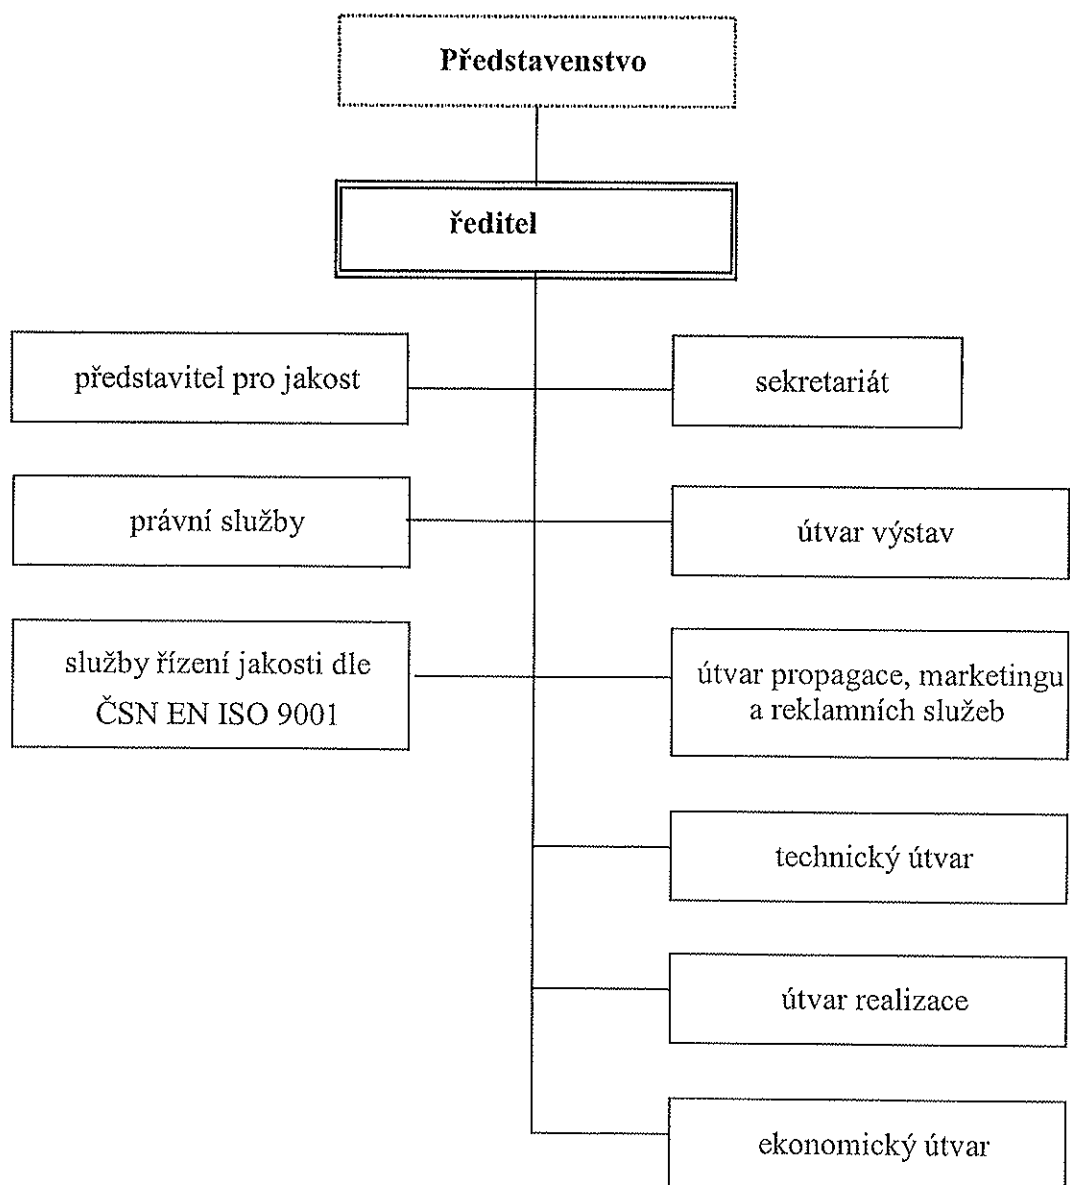 Představenstvo
ředitel
představitel pro jakost
sekretariát
právní služby
útvar výstav
služby řízení jakosti dle
ČSN EN ISO 9001
útvar propagace, marketingu
a reklamních služeb
technický útvar
útvar realizace
ekonomický útvar